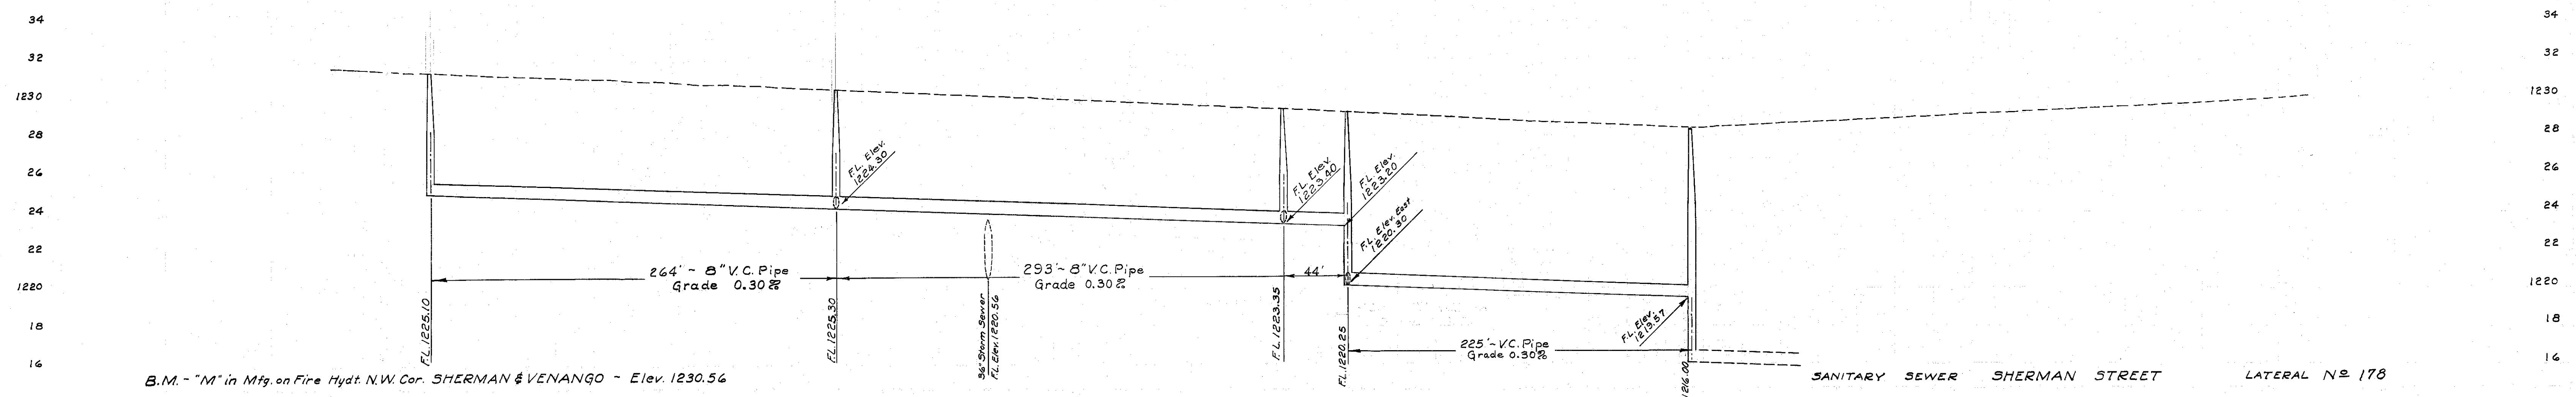 34
32
1230
28
26
24
22
1220
18
16
34
32
1230
28
26
24
22
1220
18
16
F.L. Elev.
1224.30
F.L. Elev.
1223.40
F.L. Elev.
1223.20
F.L. Elev. East
1220.30
F.L. Elev.
1219.57
264' ~ 8" V.C. Pipe
Grade 0.30%
293' ~ 8" V.C. Pipe
Grade 0.30%
44'
225' ~ V.C. Pipe
Grade 0.30%
F.L. 1225.10
F.L. 1225.30
36" Storm Sewer
F.L. Elev. 1220.56
F.L. 1223.35
F.L. 1220.25
1216.00
B.M. - "M" in Mfg. on Fire Hydt. N.W. Cor. SHERMAN & VENANGO - Elev. 1230.56
SANITARY SEWER SHERMAN STREET LATERAL Nº 178